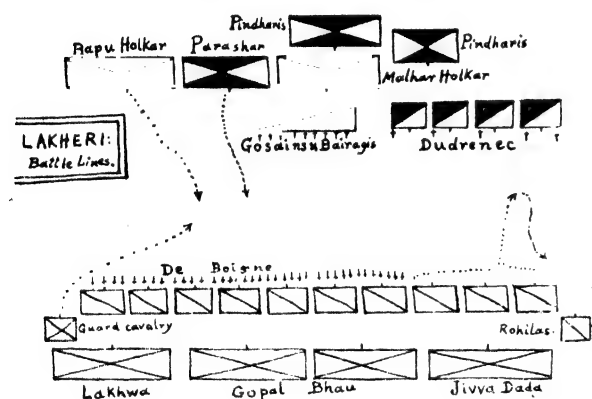 Pindharis
Bapu Holkar
Parashar
Pindharis
Malhar Holkar
LAKHERI:
Battle Lines.
Gosains & Bairagis
Dudrenec
De Boigne
Guard cavalry
Rohilas.
Lakhwa
Gopal Bhau
Jivva Dada